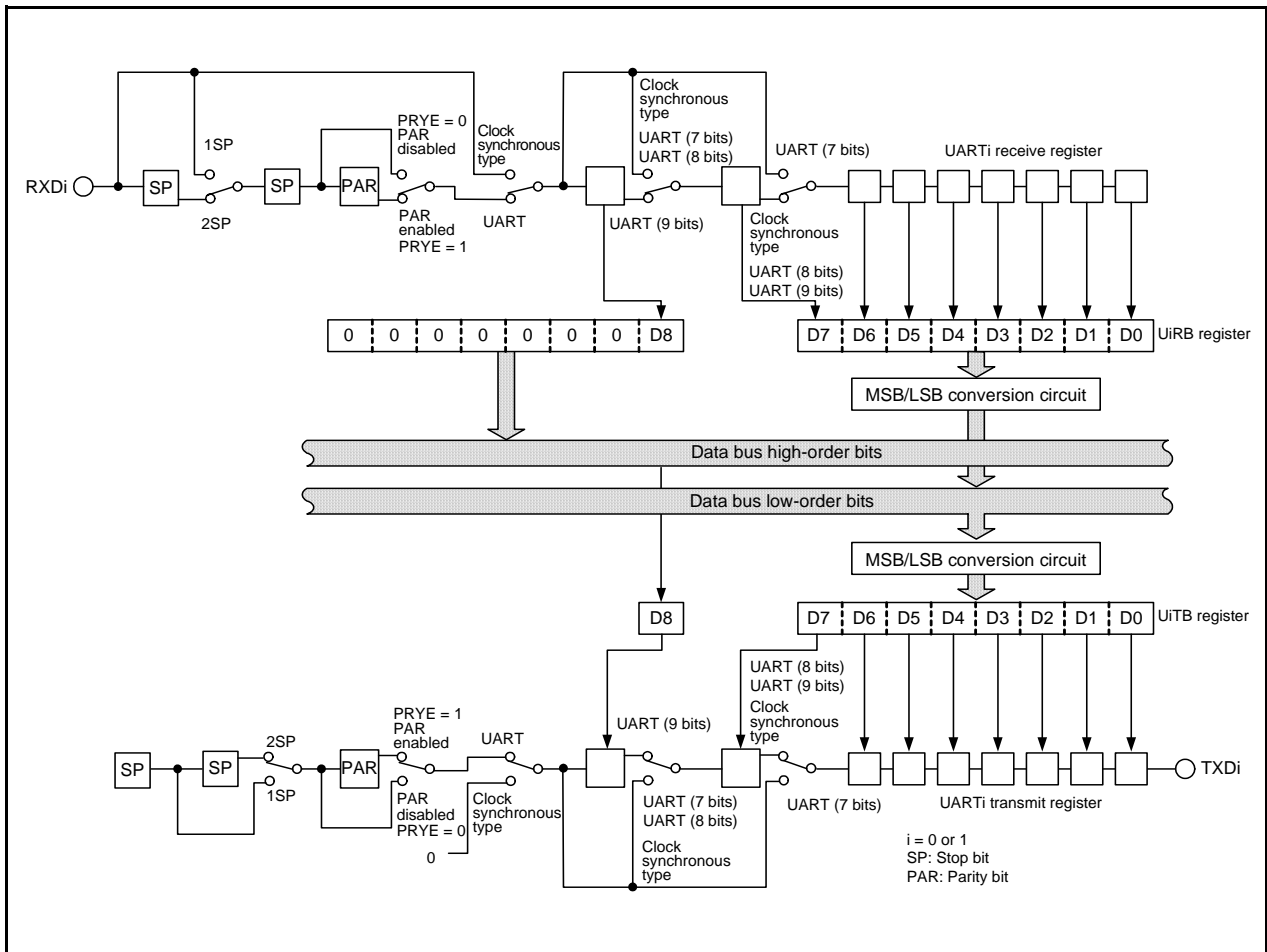 Clock
synchronous
type
PRYE = 0
PAR
disabled
Clock
synchronous
type
1SP
UART (7 bits)
UART (8 bits)
UART (7 bits)
UARTi receive register
RXDi
SP
SP
PAR
2SP
PAR
enabled
PRYE = 1
UART
UART (9 bits)
Clock
synchronous
type
UART (8 bits)
UART (9 bits)
0 0 0 0 0 0 0 D8
D7 D6 D5 D4 D3 D2 D1 D0
UiRB register
MSB/LSB conversion circuit
Data bus high-order bits
Data bus low-order bits
MSB/LSB conversion circuit
D8
D7 D6 D5 D4 D3 D2 D1 D0
UiTB register
UART (8 bits)
UART (9 bits)
Clock
synchronous
type
PRYE = 1
PAR
enabled
UART
UART (9 bits)
2SP
SP
SP
PAR
TXDi
1SP
PAR
disabled
PRYE = 0
0
Clock
synchronous
type
UART (7 bits)
UART (8 bits)
Clock
synchronous
type
UART (7 bits)
UARTi transmit register
i = 0 or 1
SP: Stop bit
PAR: Parity bit